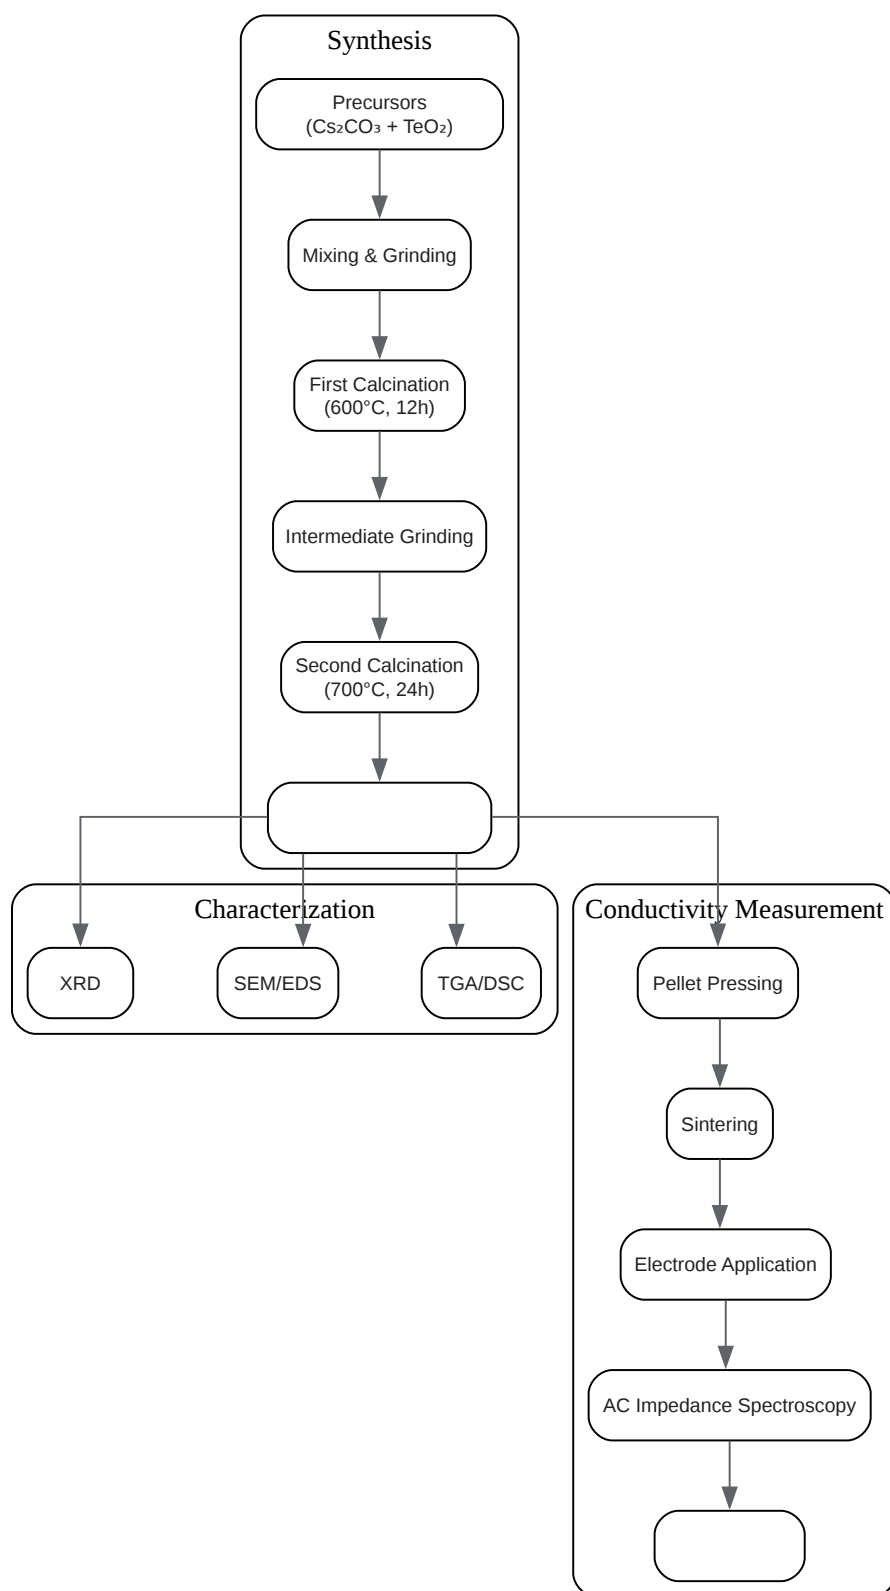 Synthesis
Precursors
(Cs₂CO₃ + TeO₂)
Mixing & Grinding
First Calcination
(600°C, 12h)
Intermediate Grinding
Second Calcination
(700°C, 24h)
Characterization
XRD
SEM/EDS
TGA/DSC
Conductivity Measurement
Pellet Pressing
Sintering
Electrode Application
AC Impedance Spectroscopy